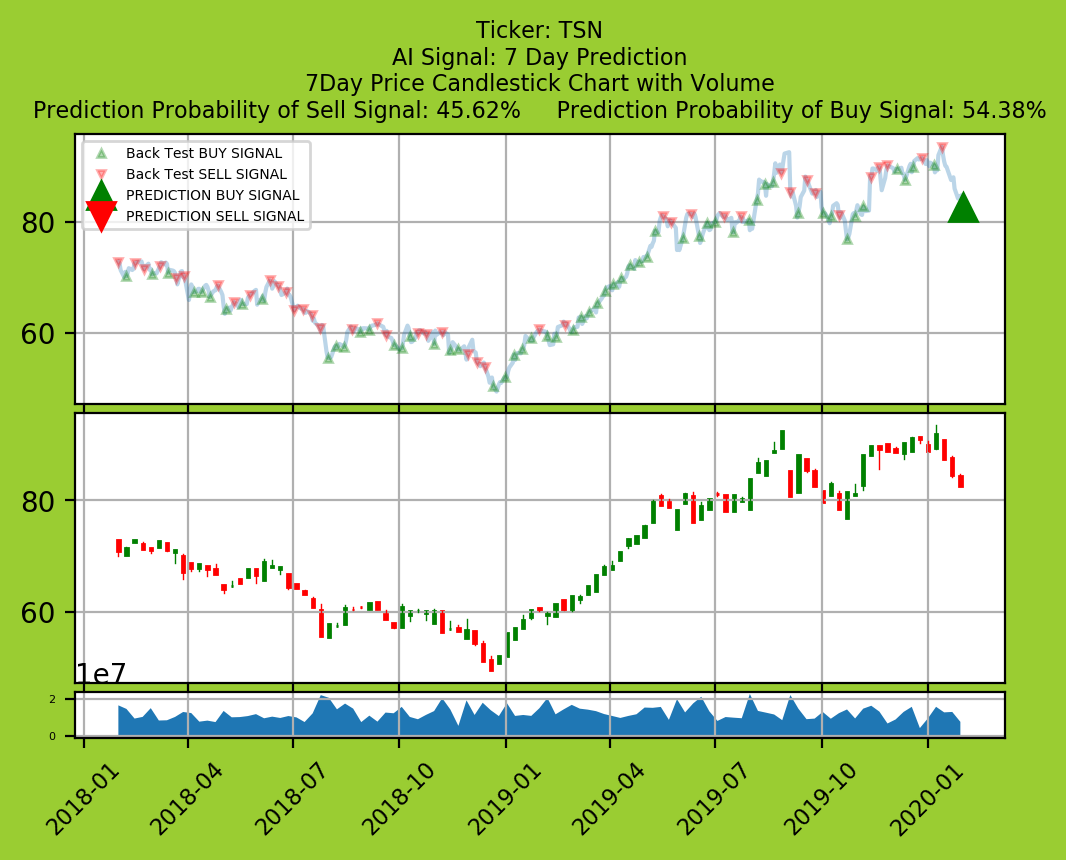 Ticker: TSN
AI Signal: 7 Day Prediction
7Day Price Candlestick Chart with Volume
Prediction Probability of Sell Signal: 45.62% Prediction Probability of Buy Signal: 54.38%
Back Test BUY SIGNAL
Back Test SELL SIGNAL
PREDICTION BUY SIGNAL
PREDICTION SELL SIGNAL
80
60
80
60
1e7
2
0
2018-01 2018-04 2018-07 2018-10 2019-01 2019-04 2019-07 2019-10 2020-01